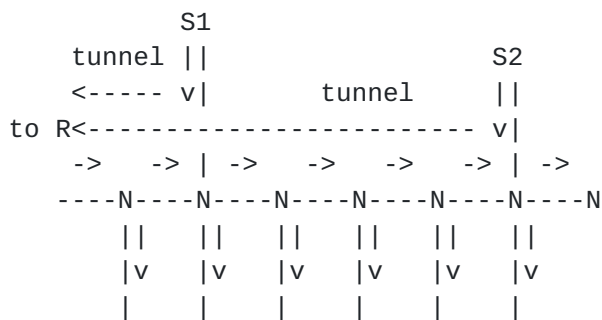 S1
     tunnel ||                       S2
     <----- v|         tunnel       ||
to R<------------------------------ v|
     ->    -> | ->    ->    ->    -> | ->
    ----N-----N-----N-----N-----N-----N-----N
        ||    ||    ||    ||    ||    ||
        |v    |v    |v    |v    |v    |v
        |     |     |     |     |     |